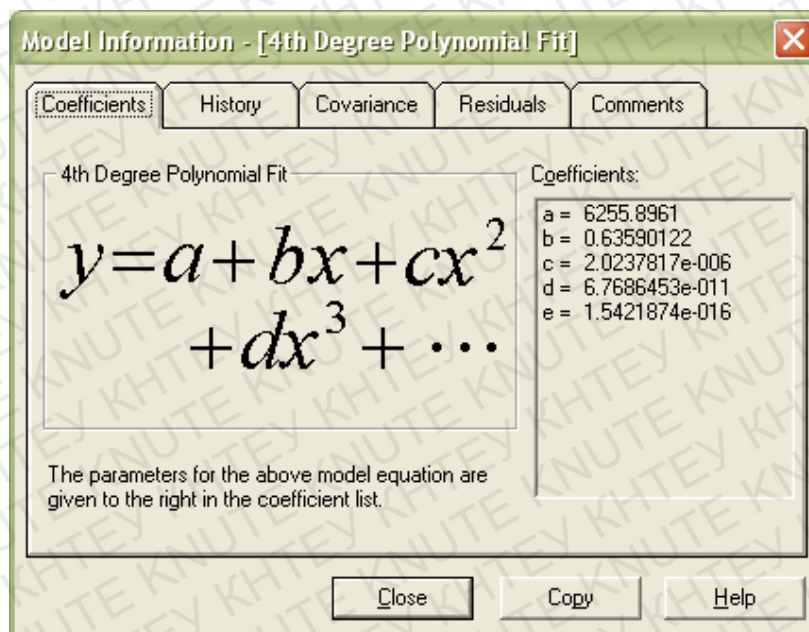 Model Information - [4th Degree Polynomial Fit]
Coefficients History Covariance Residuals Comments
4th Degree Polynomial Fit
y=a+bx+cx²
+dx³+···
Coefficients:
a = 6255.8961
b = 0.63590122
c = 2.0237817e-006
d = 6.7686453e-011
e = 1.5421874e-016
The parameters for the above model equation are
given to the right in the coefficient list.
Close Copy Help
КНТЕУ KNUTE